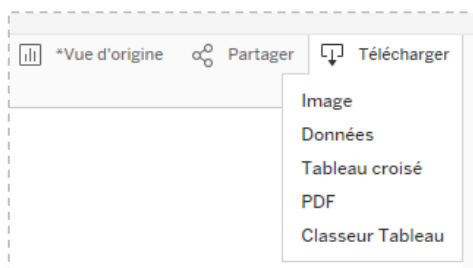 *Vue d'origine Partager Télécharger
Image
Données
Tableau croisé
PDF
Classeur Tableau